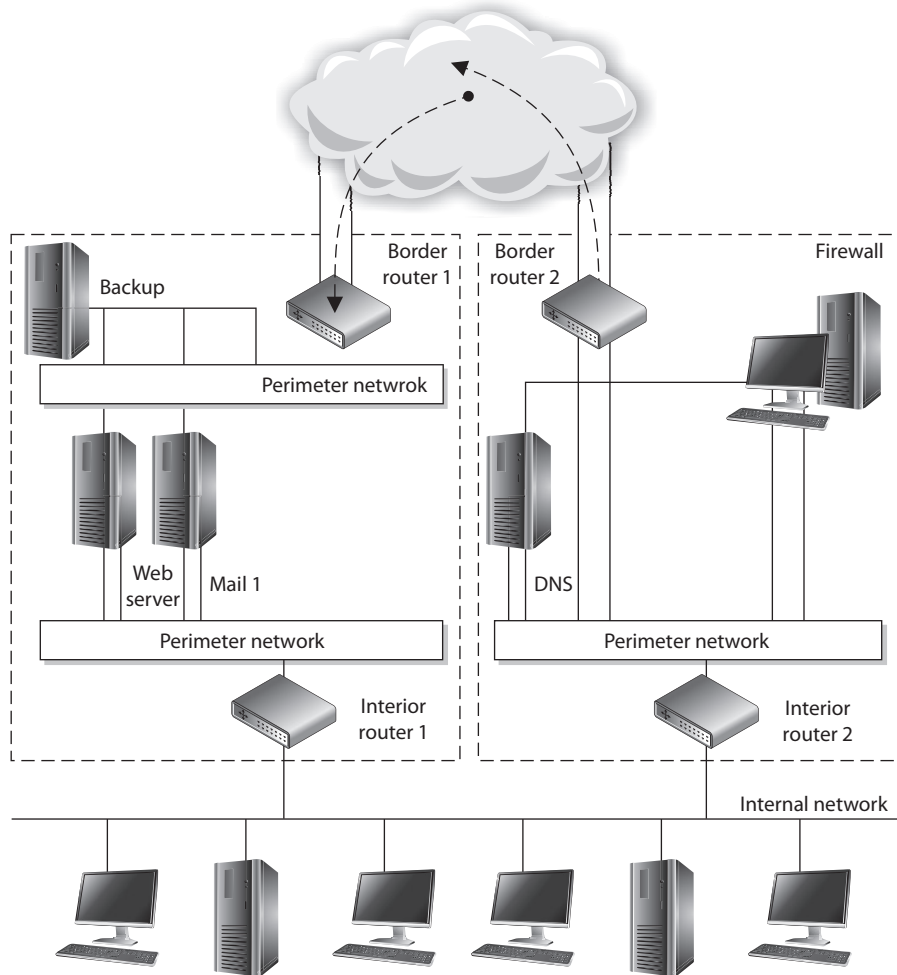 Border
router 1
Border
router 2
Firewall
Backup
Perimeter netwrok
Web
server
Mail 1
DNS
Perimeter network
Perimeter network
Interior
router 1
Interior
router 2
Internal network